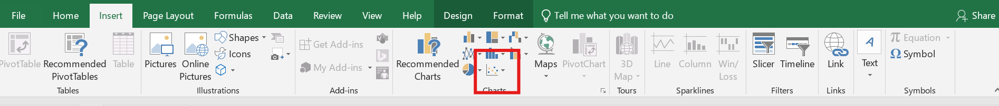 File Home Insert Page Layout Formulas Data Review View Help Design Format Tell me what you want to do Share
PivotTable
Recommended
PivotTables
Table
Tables
Pictures
Online
Pictures
Shapes
Icons
Illustrations
Get Add-ins
My Add-ins
Add-ins
Recommended
Charts
Maps
PivotChart
Charts
3D
Map
Tours
Line
Column
Win/
Loss
Sparklines
Slicer
Timeline
Filters
Link
Links
Text
π Equation
Ω Symbol
Symbols